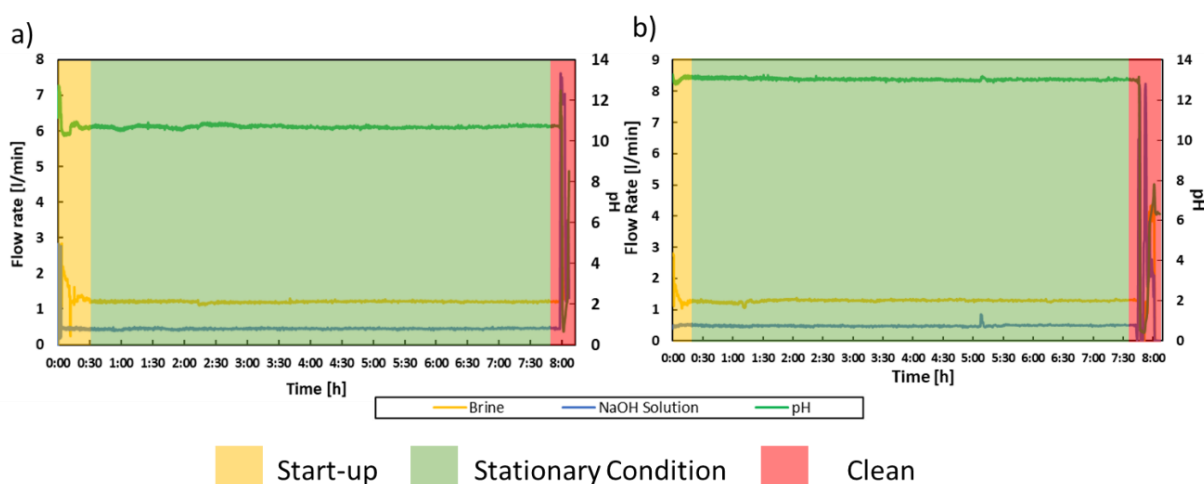 a)
8
7
6
5
4
3
2
1
0
Flow rate [l/min]
14
12
10
8
6
4
2
0
pH
0:00 0:30 1:00 1:30 2:00 2:30 3:00 3:30 4:00 4:30 5:00 5:30 6:00 6:30 7:00 7:30 8:00
Time [h]
b)
9
8
7
6
5
4
3
2
1
0
Flow Rate [l/min]
14
12
10
8
6
4
2
0
pH
0:00 0:30 1:00 1:30 2:00 2:30 3:00 3:30 4:00 4:30 5:00 5:30 6:00 6:30 7:00 7:30 8:00
Time [h]
Brine NaOH Solution pH
Start-up Stationary Condition Clean